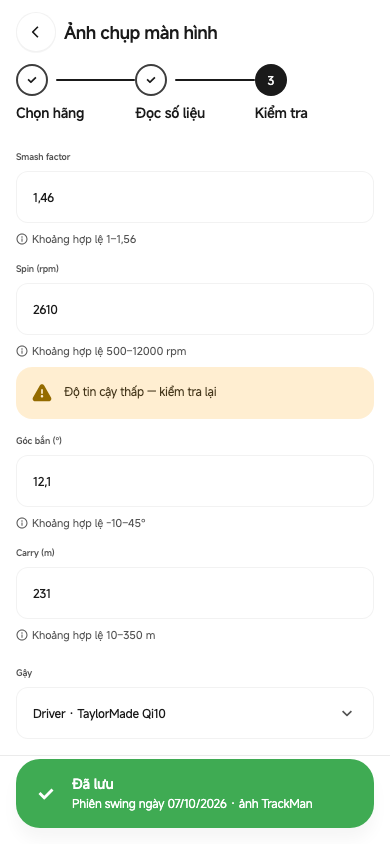 Ảnh chụp màn hình
3
Chọn hãng
Đọc số liệu
Kiểm tra
Smash factor
1,46
Khoảng hợp lệ 1–1,56
Spin (rpm)
2610
Khoảng hợp lệ 500–12000 rpm
Độ tin cậy thấp — kiểm tra lại
Góc bắn (°)
12,1
Khoảng hợp lệ -10–45°
Carry (m)
231
Khoảng hợp lệ 10–350 m
Gậy
Driver · TaylorMade Qi10
Đã lưu
Phiên swing ngày 07/10/2026 · ảnh TrackMan